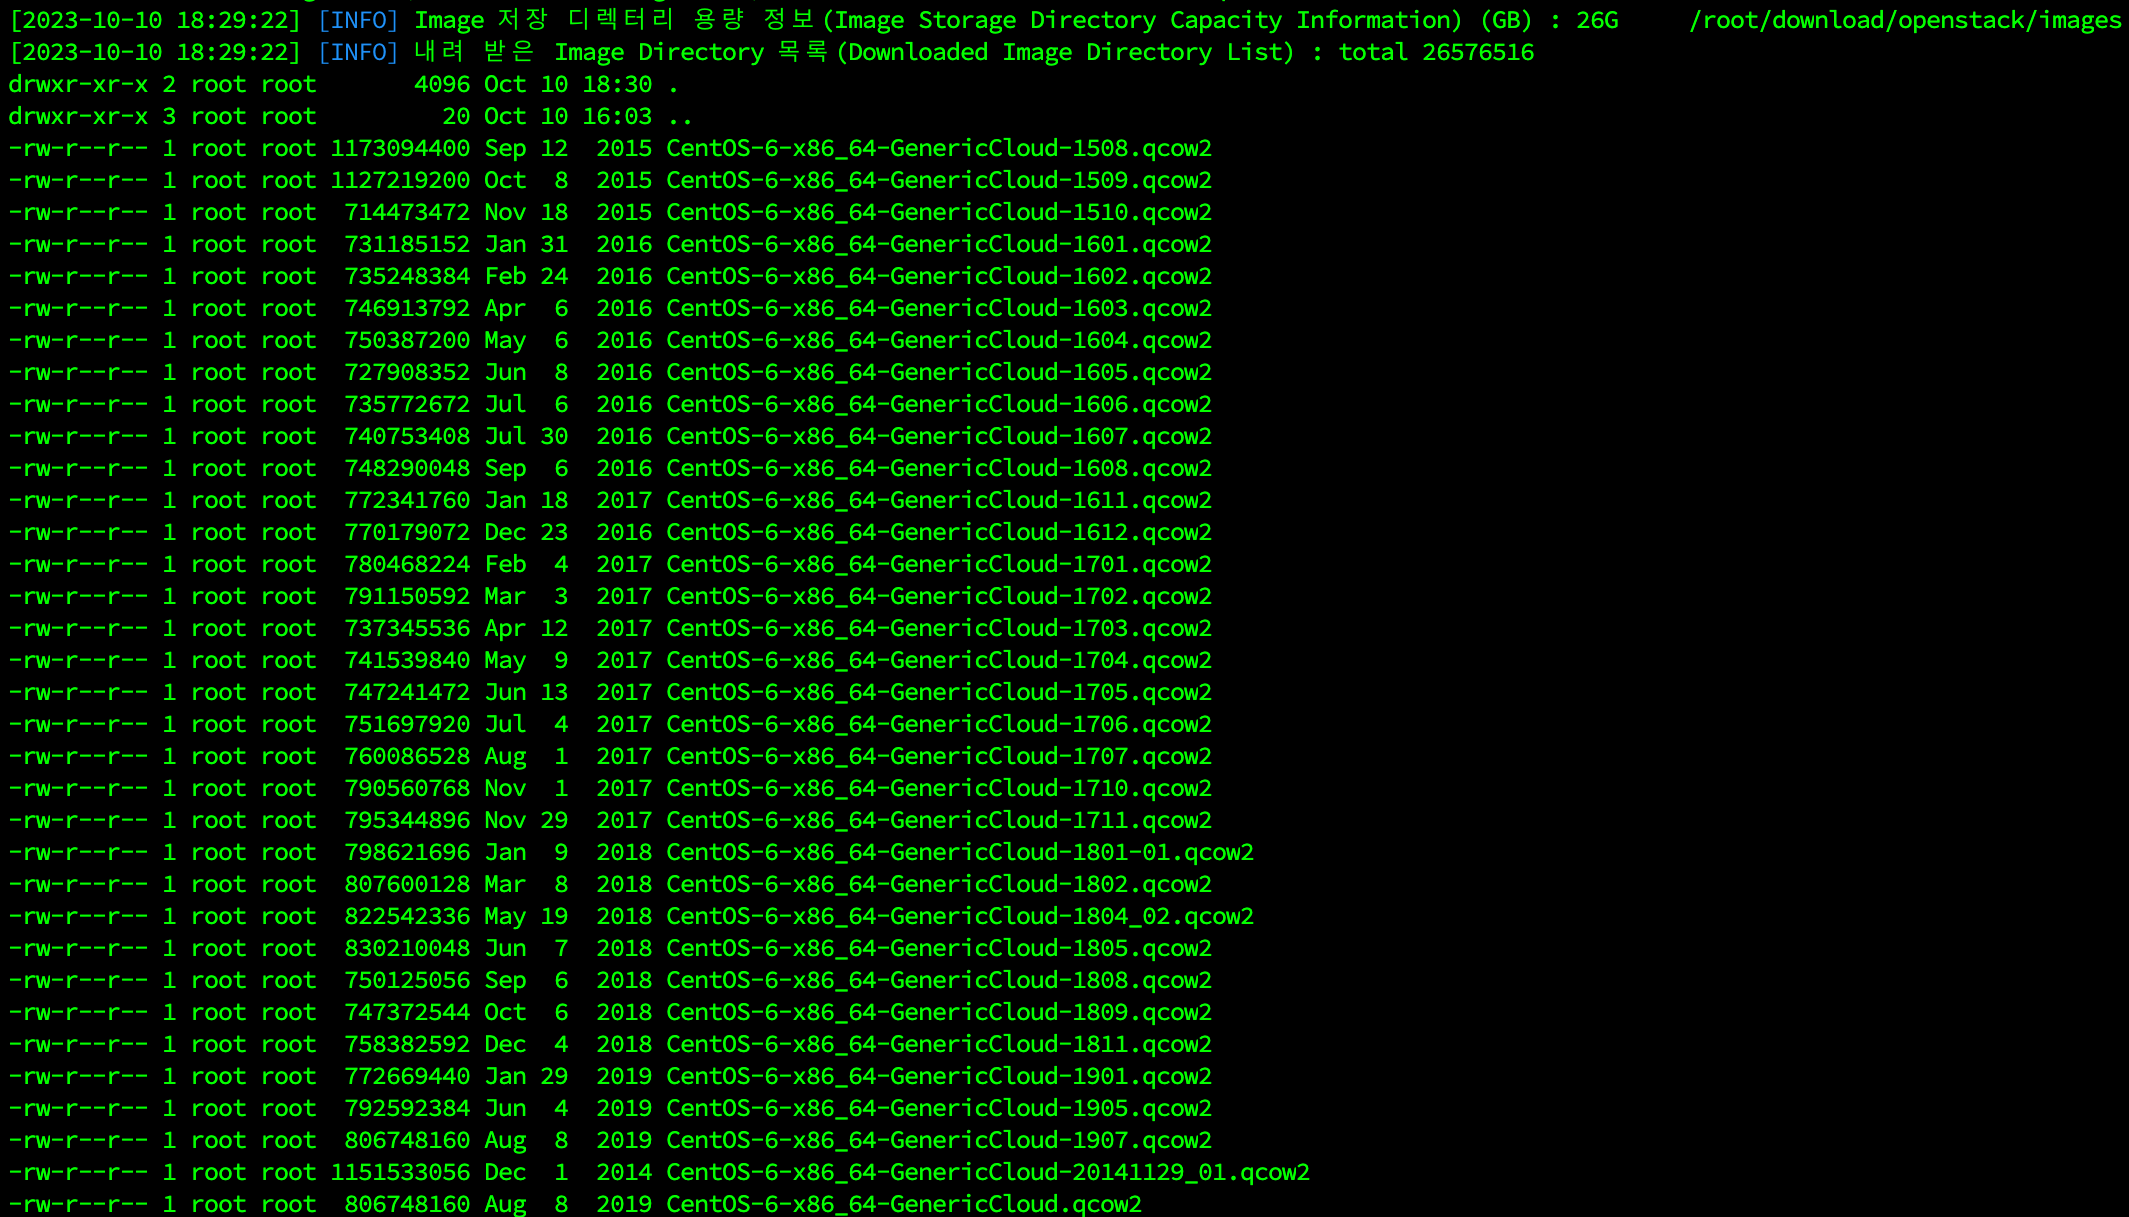 [2023-10-10 18:29:22] [INFO] Image 저장 디렉터리 용량 정보(Image Storage Directory Capacity Information) (GB) : 26G     /root/download/openstack/images
[2023-10-10 18:29:22] [INFO] 내려 받은 Image Directory 목록(Downloaded Image Directory List) : total 26576516
drwxr-xr-x 2 root root       4096 Oct 10 18:30 .
drwxr-xr-x 3 root root         20 Oct 10 16:03 ..
-rw-r--r-- 1 root root 1173094400 Sep 12  2015 CentOS-6-x86_64-GenericCloud-1508.qcow2
-rw-r--r-- 1 root root 1127219200 Oct  8  2015 CentOS-6-x86_64-GenericCloud-1509.qcow2
-rw-r--r-- 1 root root  714473472 Nov 18  2015 CentOS-6-x86_64-GenericCloud-1510.qcow2
-rw-r--r-- 1 root root  731185152 Jan 31  2016 CentOS-6-x86_64-GenericCloud-1601.qcow2
-rw-r--r-- 1 root root  735248384 Feb 24  2016 CentOS-6-x86_64-GenericCloud-1602.qcow2
-rw-r--r-- 1 root root  746913792 Apr  6  2016 CentOS-6-x86_64-GenericCloud-1603.qcow2
-rw-r--r-- 1 root root  750387200 May  6  2016 CentOS-6-x86_64-GenericCloud-1604.qcow2
-rw-r--r-- 1 root root  727908352 Jun  8  2016 CentOS-6-x86_64-GenericCloud-1605.qcow2
-rw-r--r-- 1 root root  735772672 Jul  6  2016 CentOS-6-x86_64-GenericCloud-1606.qcow2
-rw-r--r-- 1 root root  740753408 Jul 30  2016 CentOS-6-x86_64-GenericCloud-1607.qcow2
-rw-r--r-- 1 root root  748290048 Sep  6  2016 CentOS-6-x86_64-GenericCloud-1608.qcow2
-rw-r--r-- 1 root root  772341760 Jan 18  2017 CentOS-6-x86_64-GenericCloud-1611.qcow2
-rw-r--r-- 1 root root  770179072 Dec 23  2016 CentOS-6-x86_64-GenericCloud-1612.qcow2
-rw-r--r-- 1 root root  780468224 Feb  4  2017 CentOS-6-x86_64-GenericCloud-1701.qcow2
-rw-r--r-- 1 root root  791150592 Mar  3  2017 CentOS-6-x86_64-GenericCloud-1702.qcow2
-rw-r--r-- 1 root root  737345536 Apr 12  2017 CentOS-6-x86_64-GenericCloud-1703.qcow2
-rw-r--r-- 1 root root  741539840 May  9  2017 CentOS-6-x86_64-GenericCloud-1704.qcow2
-rw-r--r-- 1 root root  747241472 Jun 13  2017 CentOS-6-x86_64-GenericCloud-1705.qcow2
-rw-r--r-- 1 root root  751697920 Jul  4  2017 CentOS-6-x86_64-GenericCloud-1706.qcow2
-rw-r--r-- 1 root root  760086528 Aug  1  2017 CentOS-6-x86_64-GenericCloud-1707.qcow2
-rw-r--r-- 1 root root  790560768 Nov  1  2017 CentOS-6-x86_64-GenericCloud-1710.qcow2
-rw-r--r-- 1 root root  795344896 Nov 29  2017 CentOS-6-x86_64-GenericCloud-1711.qcow2
-rw-r--r-- 1 root root  798621696 Jan  9  2018 CentOS-6-x86_64-GenericCloud-1801-01.qcow2
-rw-r--r-- 1 root root  807600128 Mar  8  2018 CentOS-6-x86_64-GenericCloud-1802.qcow2
-rw-r--r-- 1 root root  822542336 May 19  2018 CentOS-6-x86_64-GenericCloud-1804_02.qcow2
-rw-r--r-- 1 root root  830210048 Jun  7  2018 CentOS-6-x86_64-GenericCloud-1805.qcow2
-rw-r--r-- 1 root root  750125056 Sep  6  2018 CentOS-6-x86_64-GenericCloud-1808.qcow2
-rw-r--r-- 1 root root  747372544 Oct  6  2018 CentOS-6-x86_64-GenericCloud-1809.qcow2
-rw-r--r-- 1 root root  758382592 Dec  4  2018 CentOS-6-x86_64-GenericCloud-1811.qcow2
-rw-r--r-- 1 root root  772669440 Jan 29  2019 CentOS-6-x86_64-GenericCloud-1901.qcow2
-rw-r--r-- 1 root root  792592384 Jun  4  2019 CentOS-6-x86_64-GenericCloud-1905.qcow2
-rw-r--r-- 1 root root  806748160 Aug  8  2019 CentOS-6-x86_64-GenericCloud-1907.qcow2
-rw-r--r-- 1 root root 1151533056 Dec  1  2014 CentOS-6-x86_64-GenericCloud-20141129_01.qcow2
-rw-r--r-- 1 root root  806748160 Aug  8  2019 CentOS-6-x86_64-GenericCloud.qcow2